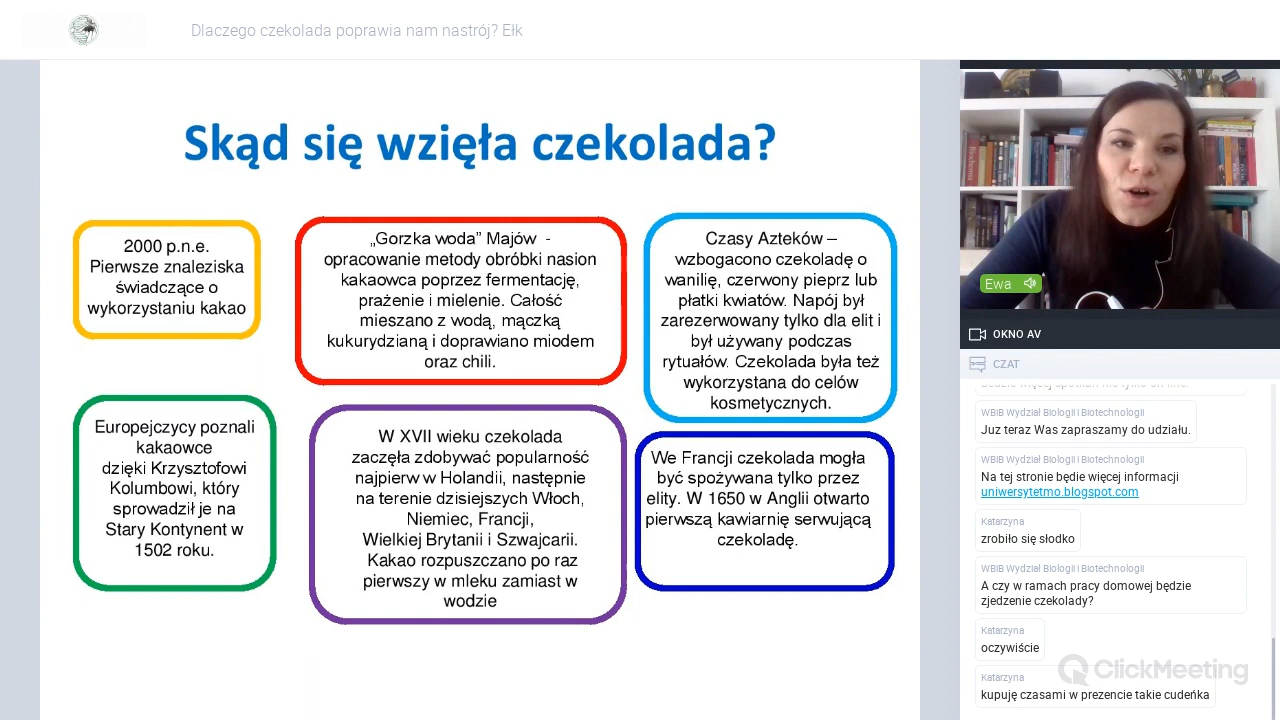 Dlaczego czekolada poprawia nam nastrój? Ełk
Skąd się wzięła czekolada?
2000 p.n.e.
Pierwsze znaleziska
świadczące o
wykorzystaniu kakao
„Gorzka woda” Majów -
opracowanie metody obróbki nasion
kakaowca poprzez fermentację,
prażenie i mielenie. Całość
mieszano z wodą, mączką
kukurydzianą i doprawiano miodem
oraz chili.
Czasy Azteków –
wzbogacono czekoladę o
wanilię, czerwony pieprz lub
płatki kwiatów. Napój był
zarezerwowany tylko dla elit i
był używany podczas
rytuałów. Czekolada była też
wykorzystana do celów
kosmetycznych.
Europejczycy poznali
kakaowce
dzięki Krzysztofowi
Kolumbowi, który
sprowadził je na
Stary Kontynent w
1502 roku.
W XVII wieku czekolada
zaczęła zdobywać popularność
najpierw w Holandii, następnie
na terenie dzisiejszych Włoch,
Niemiec, Francji,
Wielkiej Brytanii i Szwajcarii.
Kakao rozpuszczano po raz
pierwszy w mleku zamiast w
wodzie
We Francji czekolada mogła
być spożywana tylko przez
elity. W 1650 w Anglii otwarto
pierwszą kawiarnię serwującą
czekoladę.
Ewa
OKNO AV
CZAT
WBiB Wydział Biologii i Biotechnologii
Juz teraz Was zapraszamy do udziału.
WBiB Wydział Biologii i Biotechnologii
Na tej stronie będie więcej informacji
uniwersytetmo.blogspot.com
Katarzyna
zrobiło się słodko
WBiB Wydział Biologii i Biotechnologii
A czy w ramach pracy domowej będzie
zjedzenie czekolady?
Katarzyna
oczywiście
Katarzyna
kupuję czasami w prezencie takie cudeńka
ClickMeeting